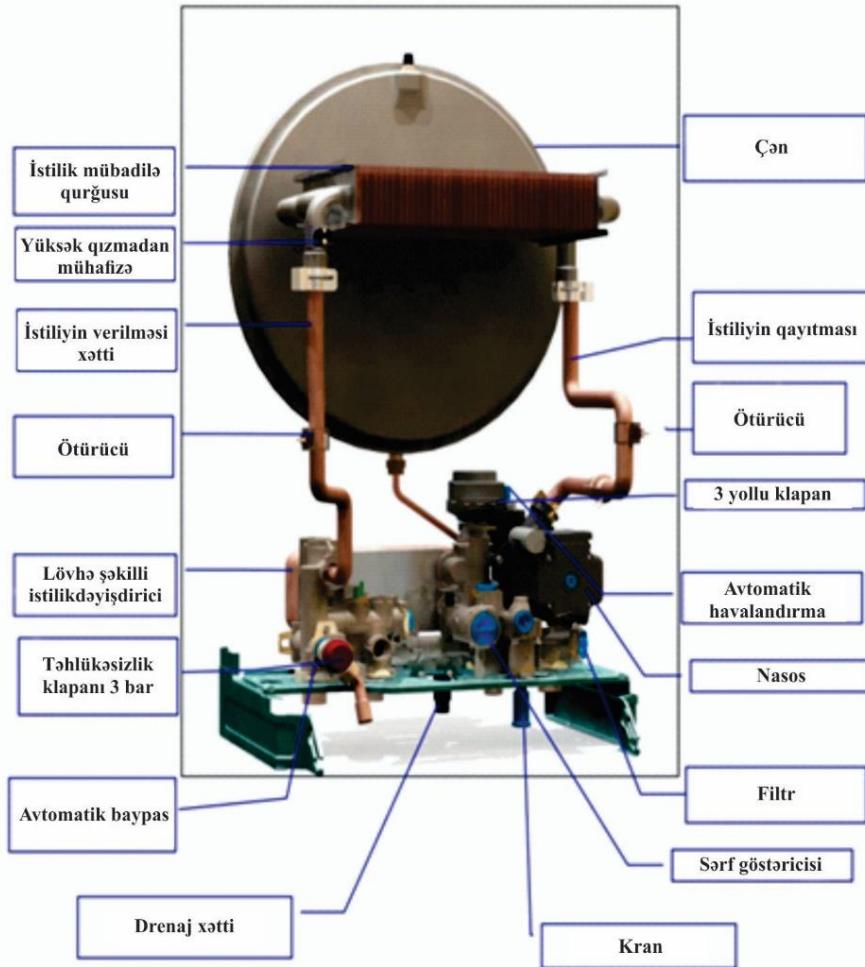 İstilik mübadilə
qurğusu
Yüksək qızmadan
mühafizə
İstiliyin verilməsi
xətti
Ötürücü
Lövhə şəkilli
istilikdəyişdirici
Təhlükəsizlik
klapanı 3 bar
Avtomatik baypas
Drenaj xətti
Çən
İstiliyin qayıtması
Ötürücü
3 yollu klapan
Avtomatik
havalandırma
Nasos
Filtr
Sərf göstəricisi
Kran